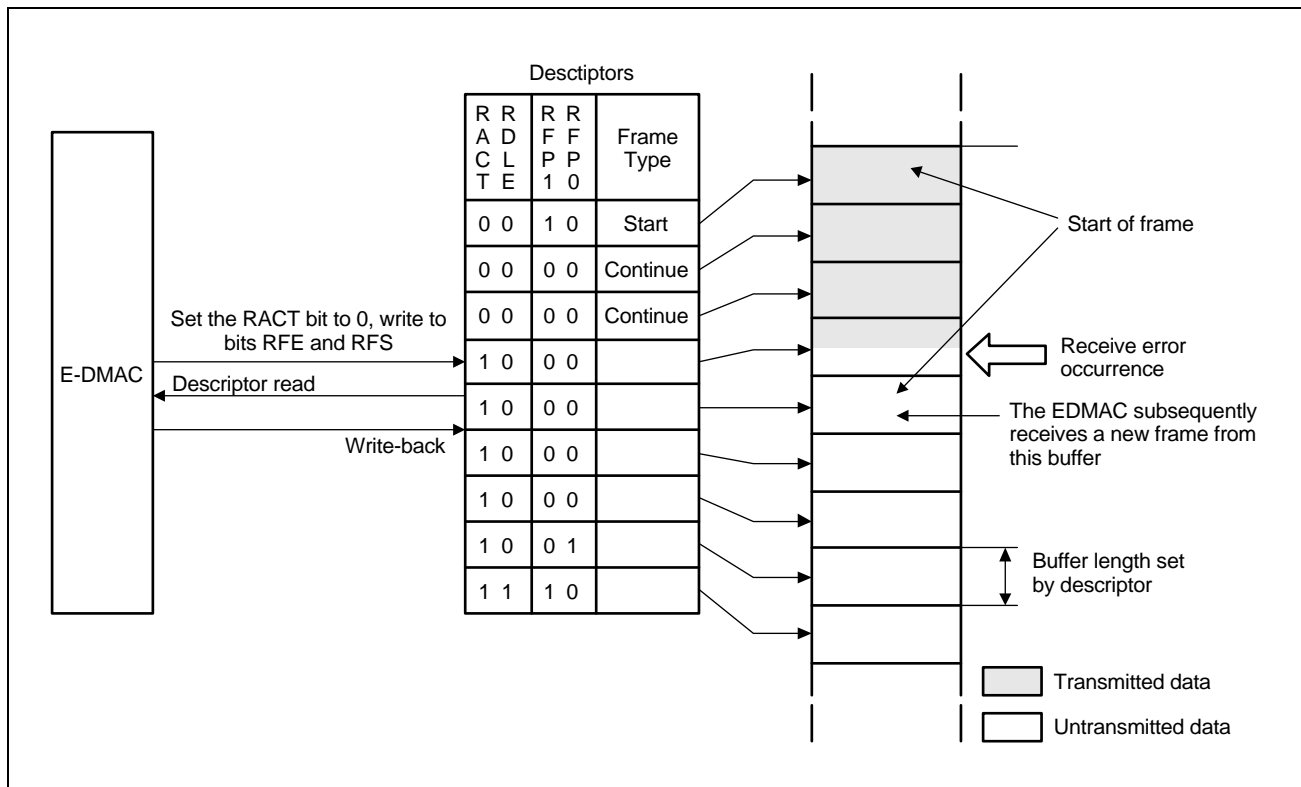 Desctiptors
RACT RDLE RFP1 RFP0 Frame
Type
0 0 1 0 Start
0 0 0 0 Continue
0 0 0 0 Continue
1 0 0 0
1 0 0 0
1 0 0 0
1 0 0 0
1 0 0 1
1 1 1 0
E-DMAC
Set the RACT bit to 0, write to
bits RFE and RFS
Descriptor read
Write-back
Start of frame
Receive error
occurrence
The EDMAC subsequently
receives a new frame from
this buffer
Buffer length set
by descriptor
Transmitted data
Untransmitted data